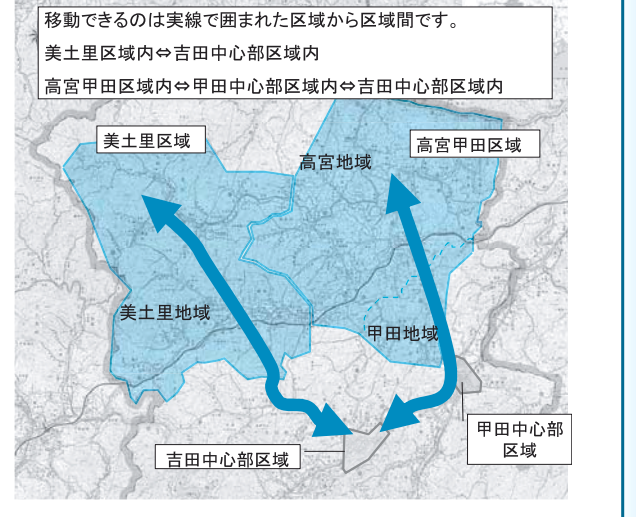 移動できるのは実線で囲まれた区域から区域間です。
美土里区域内⇔吉田中心部区域内
高宮甲田区域内⇔甲田中心部区域内⇔吉田中心部区域内
美土里区域
高宮地域
高宮甲田区域
美土里地域
甲田地域
甲田中心部
区域
吉田中心部区域